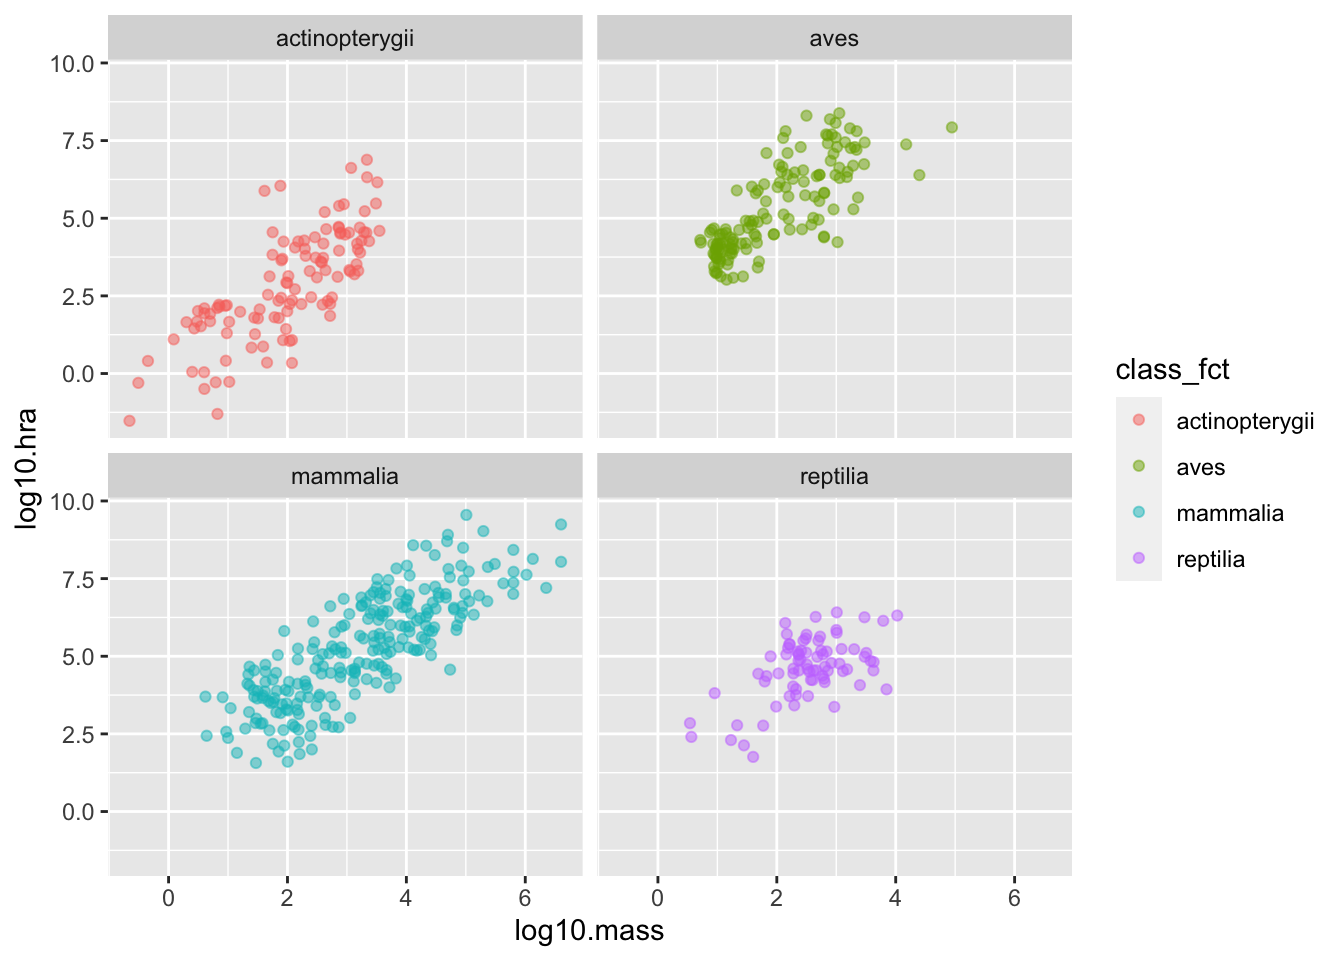 actinopterygii
aves
10.0
7.5
5.0
2.5
0.0
mammalia
reptilia
10.0
7.5
5.0
2.5
0.0
log10.hra
0 2 4 6
0 2 4 6
log10.mass
class_fct
actinopterygii
aves
mammalia
reptilia